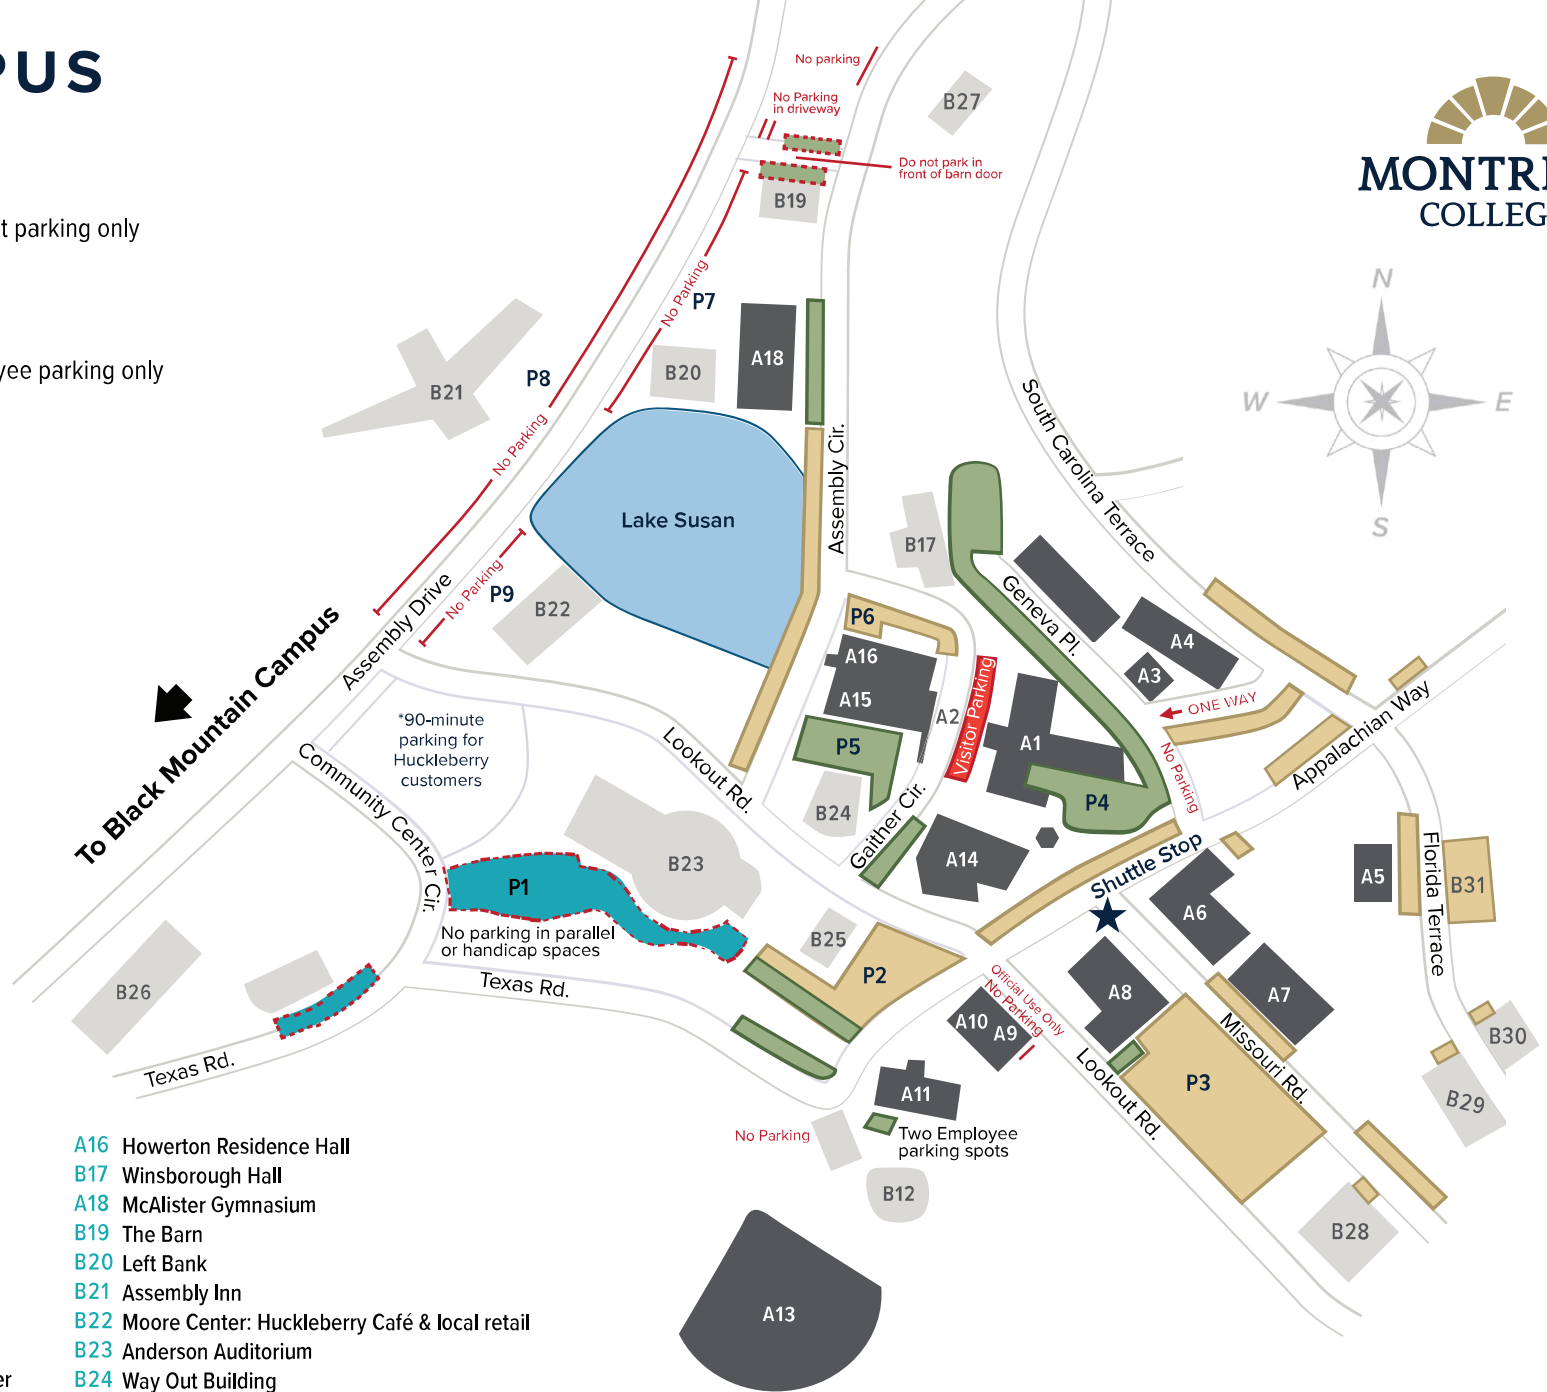 PUS
t parking only
yee parking only
MONTRE
COLLEG
N
W
E
S
No parking
No Parking
in driveway
Do not park in
front of barn door
B27
B19
No Parking
P7
A18
B20
P8
B21
No Parking
Lake Susan
Assembly Cir.
South Carolina Terrace
B17
Geneva Pl.
A4
A3
No Parking
P9
B22
Assembly Drive
To Black Mountain Campus
P6
A16
A15
A2
Visitor Parking
A1
ONE WAY
No Parking
Appalachian Way
P5
P4
B24
Gaither Cir.
A14
Lookout Rd.
*90-minute
parking for
Huckleberry
customers
Community Center Cir.
B23
P1
No parking in parallel
or handicap spaces
Texas Rd.
B25
P2
Shuttle Stop
A6
A5
B31
Florida Terrace
A7
A8
Official Use Only
No Parking
A10
A9
A11
Two Employee
parking spots
No Parking
B12
Lookout Rd.
P3
Missouri Rd.
B30
B29
B28
B26
Texas Rd.
A13
A16 Howerton Residence Hall
B17 Winsborough Hall
A18 McAlister Gymnasium
B19 The Barn
B20 Left Bank
B21 Assembly Inn
B22 Moore Center: Huckleberry Café & local retail
B23 Anderson Auditorium
er B24 Way Out Building